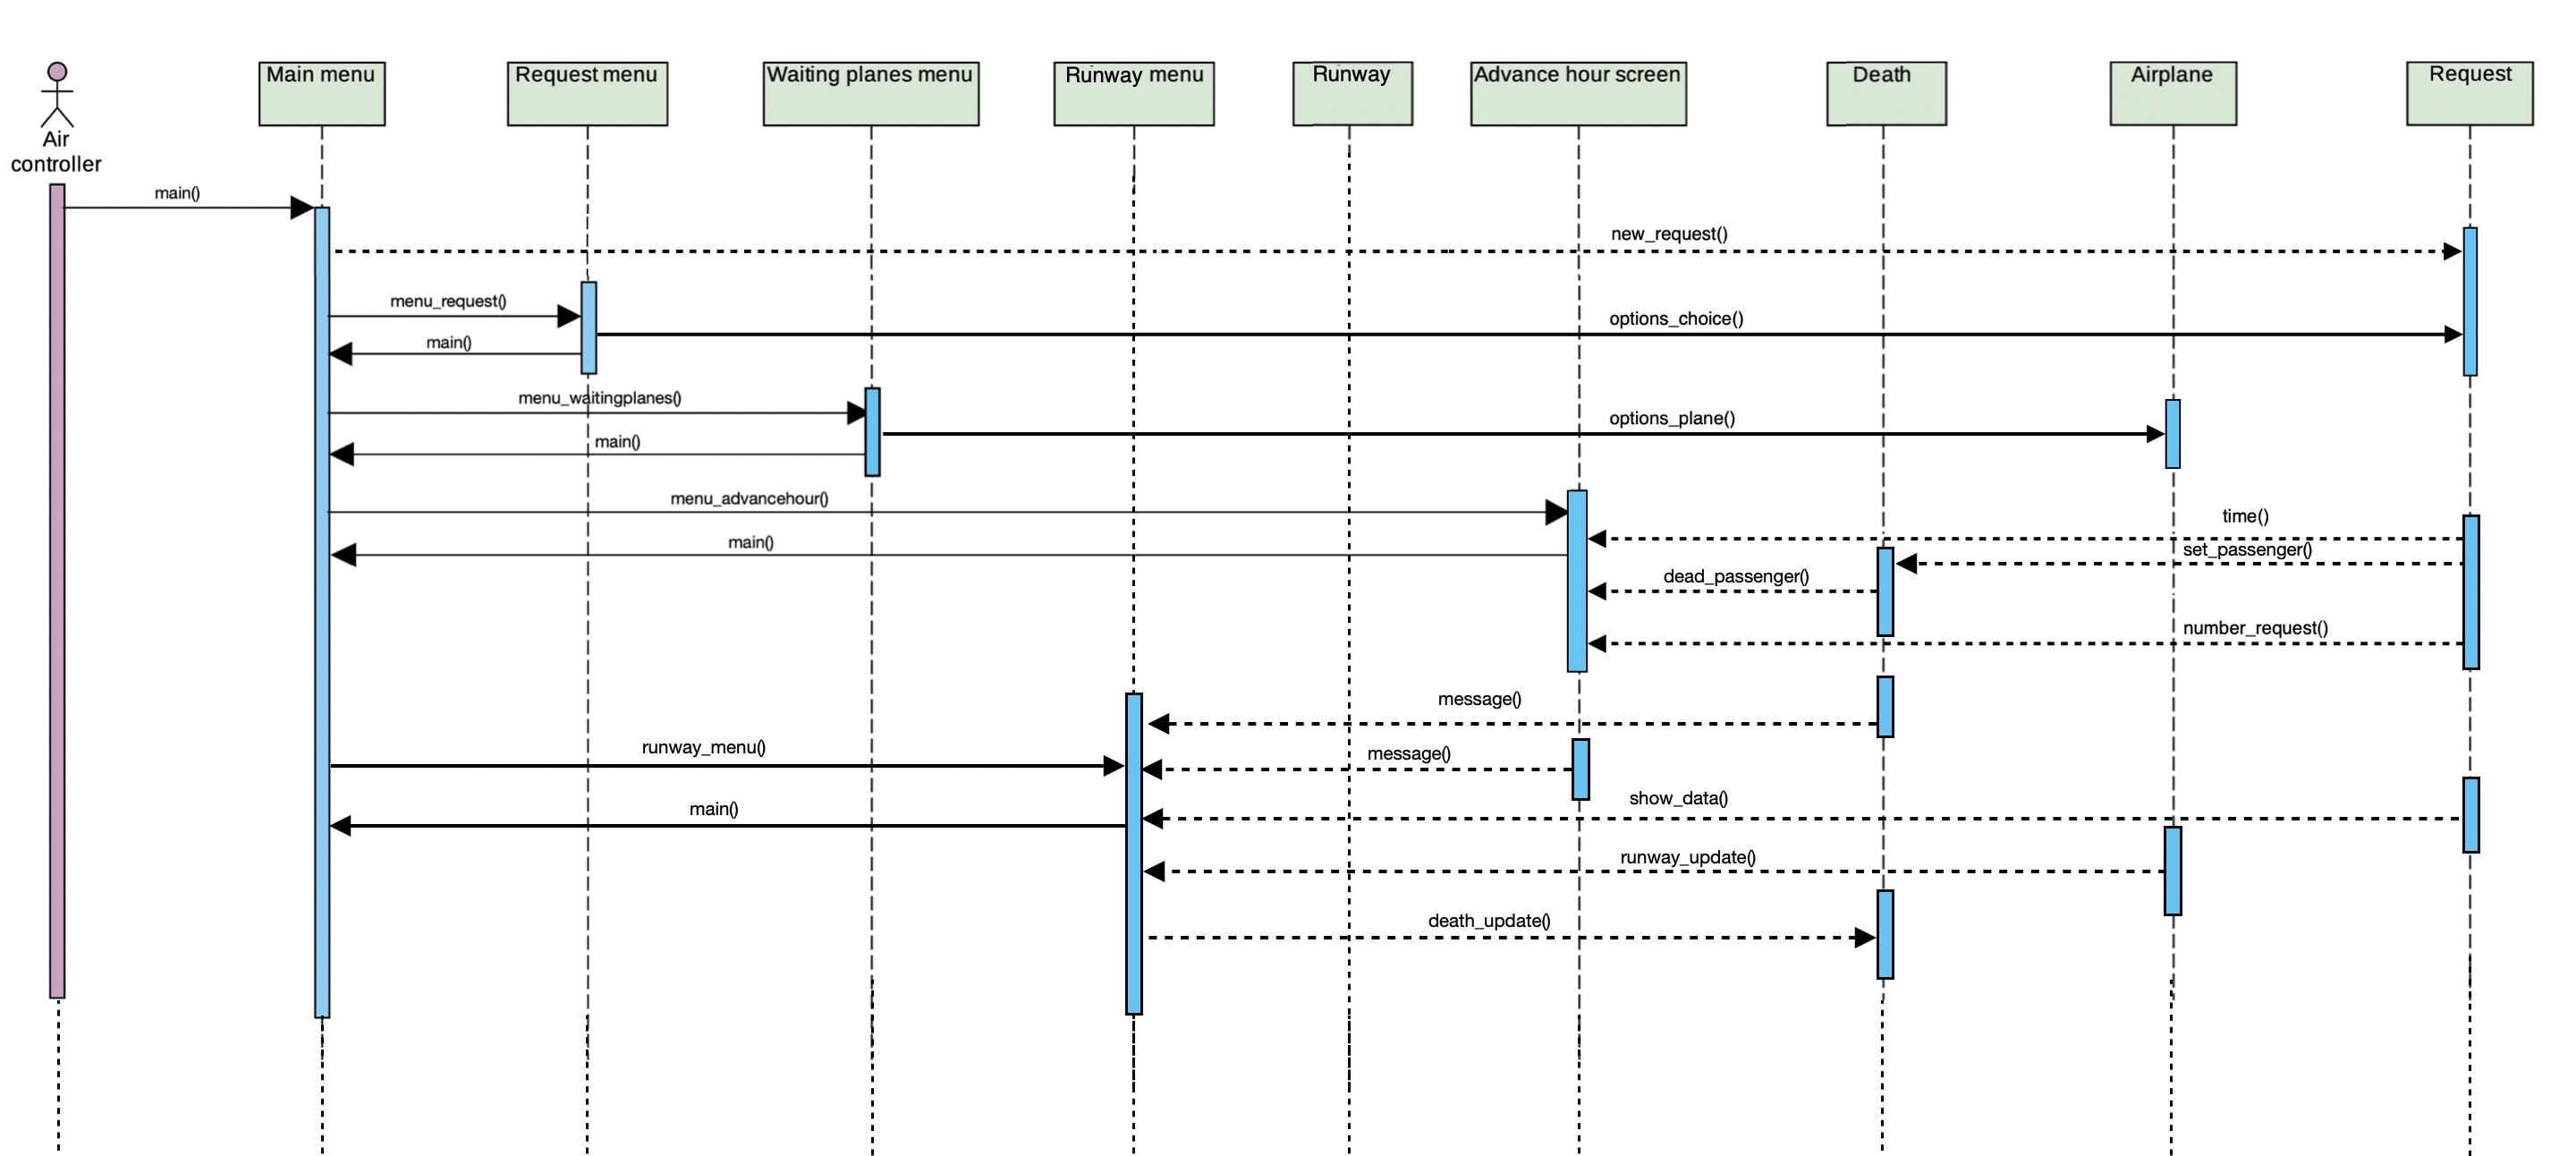 Main menu
Request menu
Waiting planes menu
Runway menu
Runway
Advance hour screen
Death
Airplane
Request
Air
controller
main()
new_request()
menu_request()
options_choice()
main()
menu_waitingplanes()
options_plane()
main()
menu_advancehour()
time()
main()
set_passenger()
dead_passenger()
number_request()
message()
runway_menu()
message()
show_data()
main()
runway_update()
death_update()